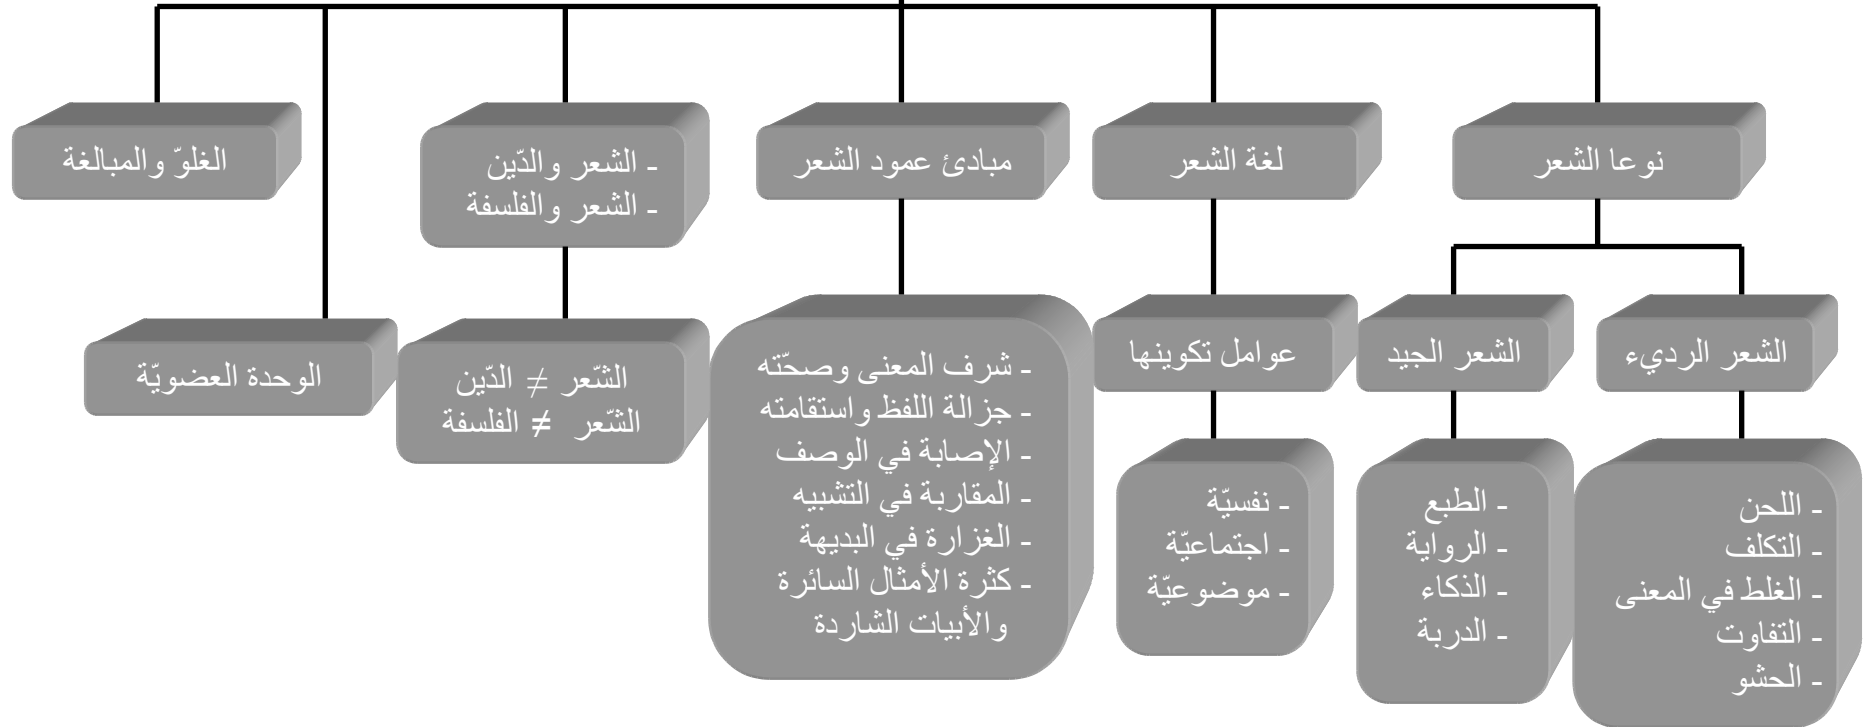 نوعا الشعر
لغة الشعر
مبادئ عمود الشعر
- الشعر والدّين
- الشعر والفلسفة
الغلوّ والمبالغة
الشعر الرديء
الشعر الجيد
عوامل تكوينها
- شرف المعنى وصحّته
- جزالة اللفظ واستقامته
- الإصابة في الوصف
- المقاربة في التشبيه
- الغزارة في البديهة
- كثرة الأمثال السائرة
والأبيات الشاردة
الشّعر ≠ الدّين
الشّعر ≠ الفلسفة
الوحدة العضويّة
- اللحن
- التكلف
- الغلط في المعنى
- التفاوت
- الحشو
- الطبع
- الرواية
- الذكاء
- الدربة
- نفسيّة
- اجتماعيّة
- موضوعيّة